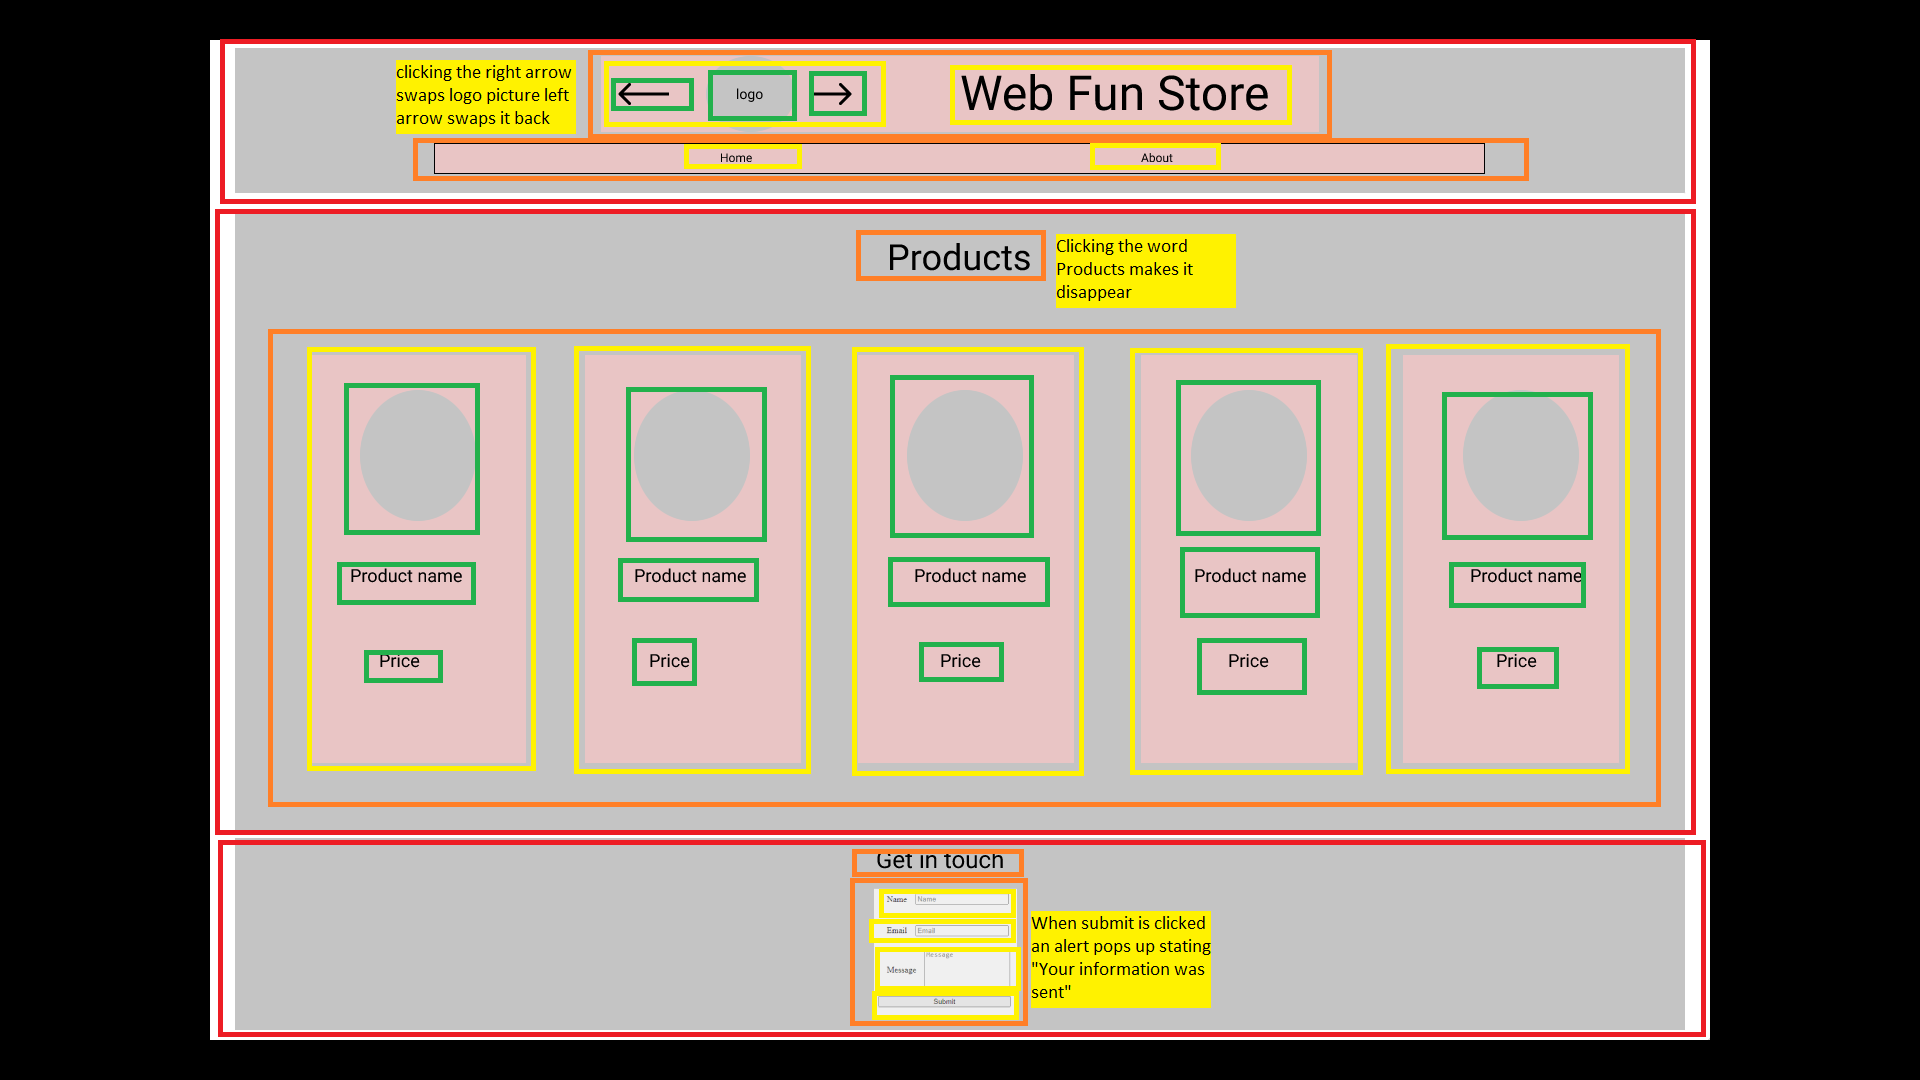 clicking the right arrow
swaps logo picture left
arrow swaps it back
logo
Web Fun Store
Home
About
Products
Clicking the word
Products makes it
disappear
Product name
Product name
Product name
Product name
Product name
Price
Price
Price
Price
Price
Get in touch
Name
Name
Email
Email
Message
Message
Submit
When submit is clicked
an alert pops up stating
"Your information was
sent"